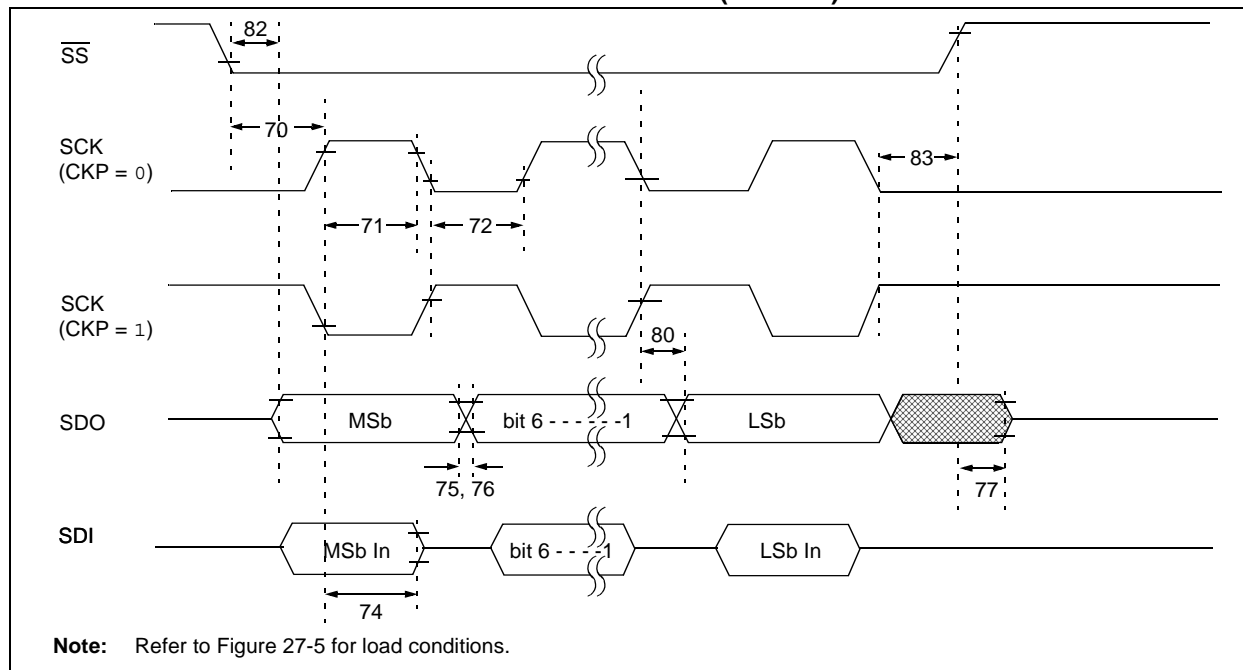 82
SS
70
SCK
(CKP = 0)
83
71
72
SCK
(CKP = 1)
80
SDO
MSb
bit 6 - - - - - -1
LSb
75, 76
77
SDI
MSb In
bit 6 - - - -1
LSb In
74
Note: Refer to Figure 27-5 for load conditions.